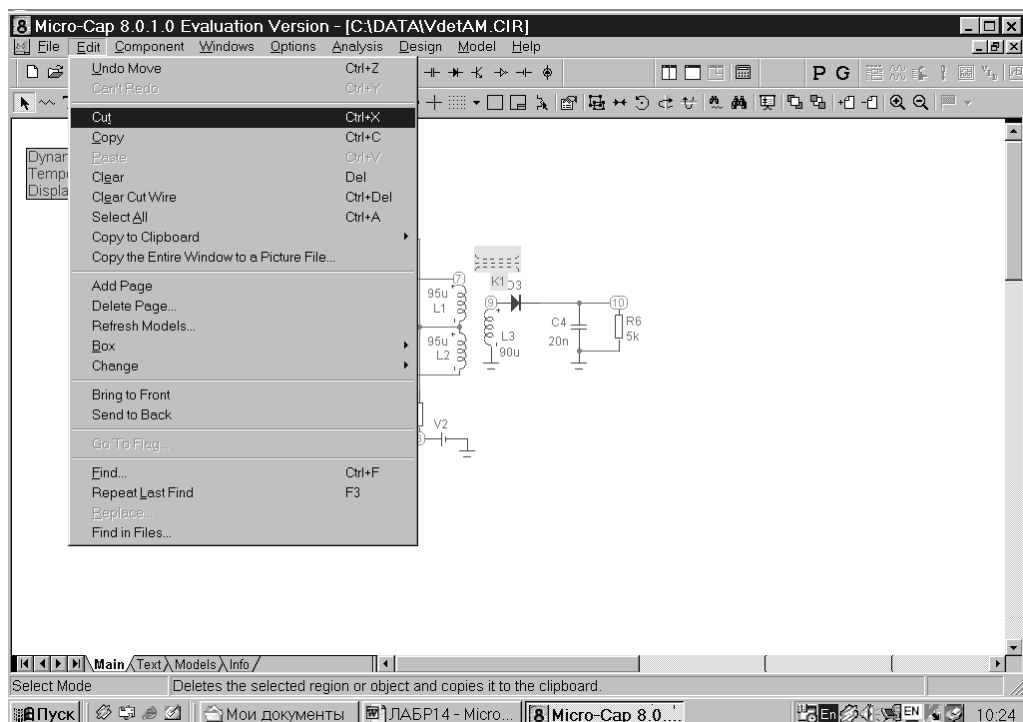 Micro-Cap 8.0.1.0 Evaluation Version - [C:\DATA\VdetAM.CIR]
File Edit Component Windows Options Analysis Design Model Help
P G
Undo Move Ctrl+Z
Can't Redo Ctrl+Y
Cut Ctrl+X
Copy Ctrl+C
Paste Ctrl+V
Clear Del
Clear Cut Wire Ctrl+Del
Select All Ctrl+A
Copy to Clipboard
Copy the Entire Window to a Picture File...
Add Page
Delete Page...
Refresh Models...
Box
Change
Bring to Front
Send to Back
Go To Flag...
Find... Ctrl+F
Repeat Last Find F3
Replace...
Find in Files...
Dynar
Temp
Displa
K1 D3
7
95u
L1
9
10
C4
20n
R6
5k
95u
L2
L3
90u
V2
Main Text Models Info
Select Mode Deletes the selected region or object and copies it to the clipboard.
Пуск Мои документы ЛАБР14 - Micro... Micro-Cap 8.0.... En EN 10:24